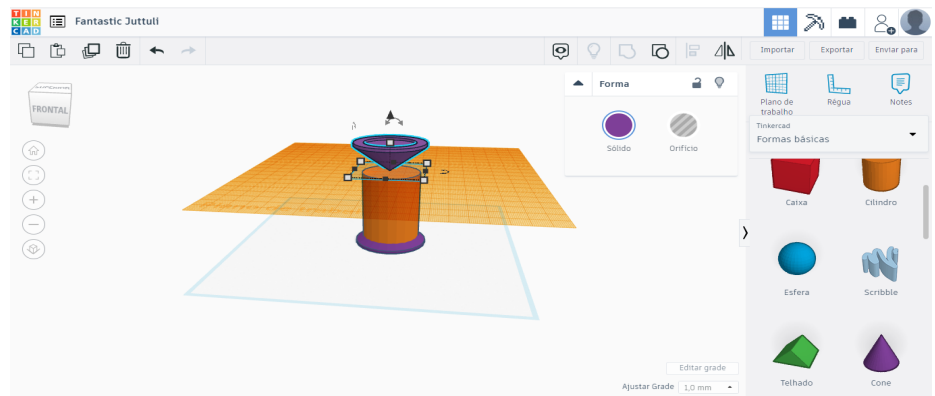 TIN
KER
CAD
Fantastic Juttuli
Importar
Exportar
Enviar para
FRONTAL
Forma
Sólido
Orifício
Plano de
trabalho
Régua
Notes
Tinkercad
Formas básicas
Caixa
Cilindro
Esfera
Scribble
Telhado
Cone
Editar grade
Ajustar Grade
1,0 mm